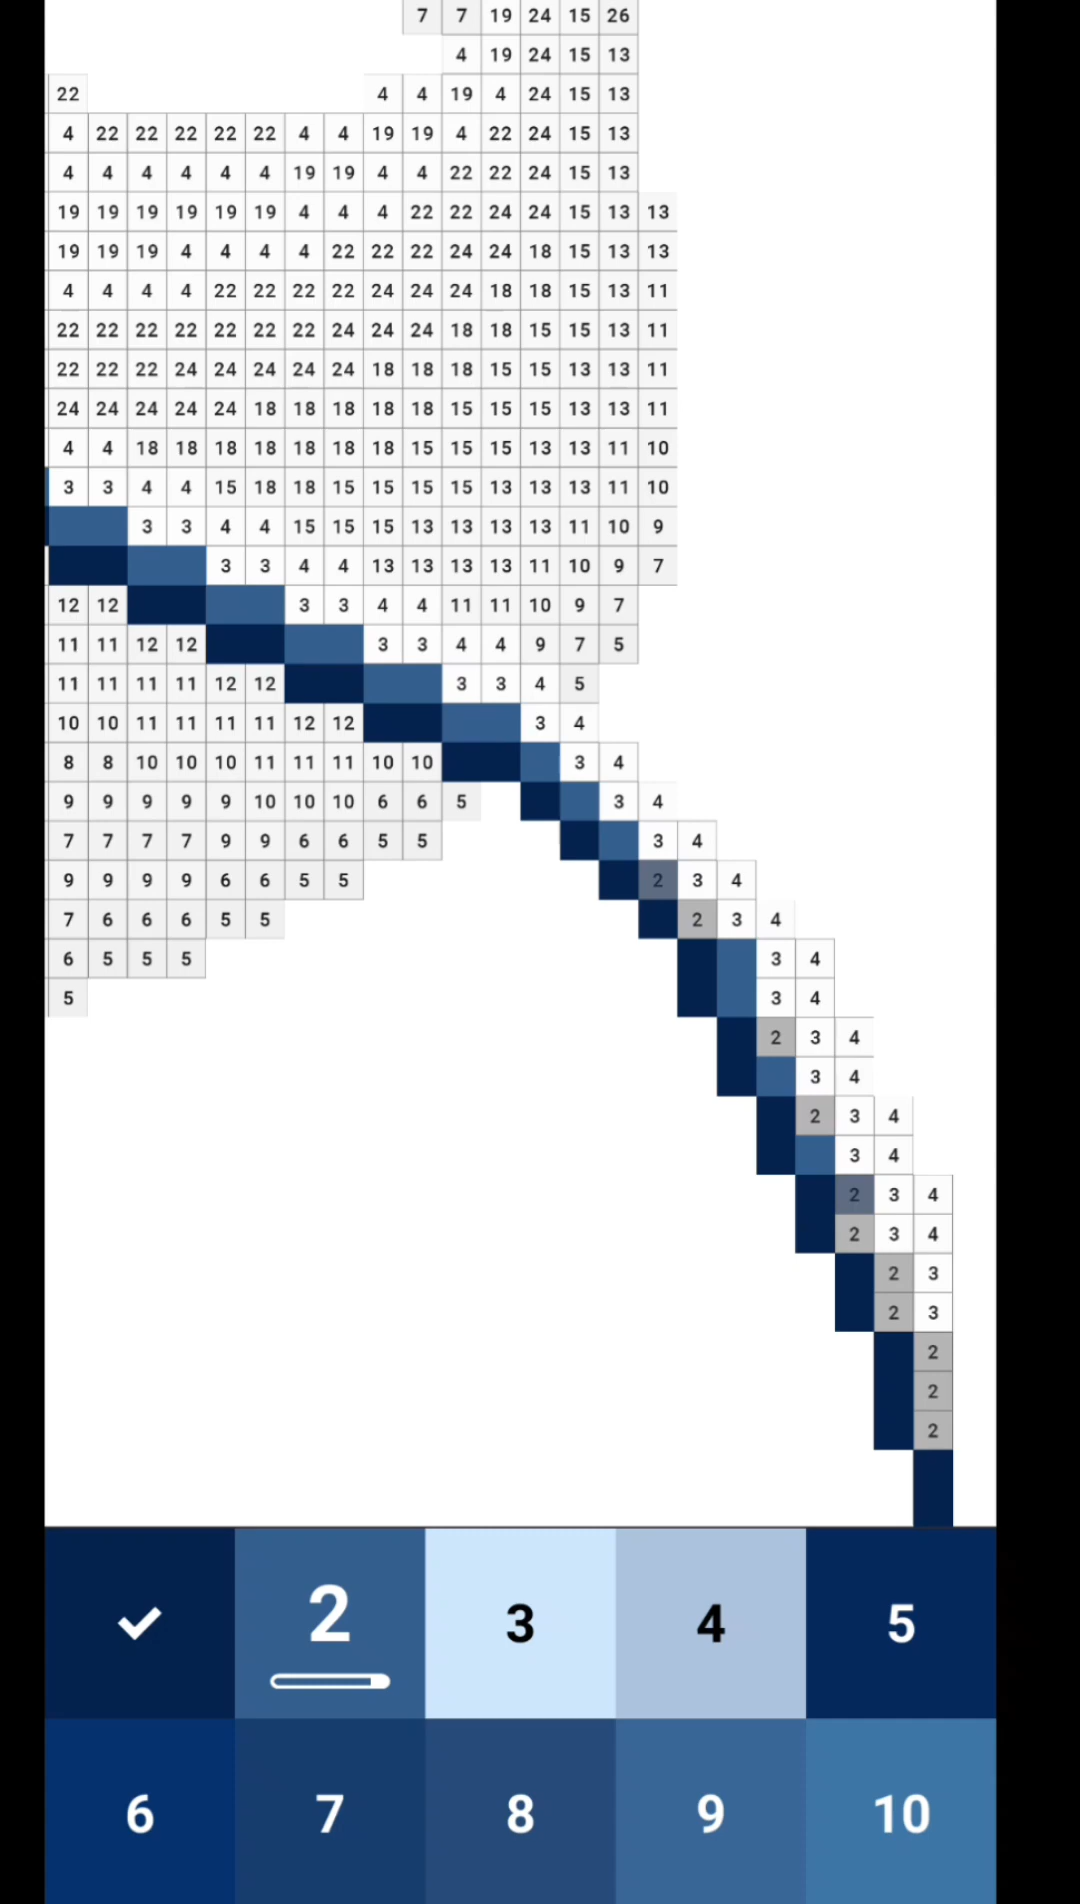 7 7 19 24 15 26
4 19 24 15 13
22 4 4 19 4 24 15 13
4 22 22 22 22 22 4 4 19 19 4 22 24 15 13
4 4 4 4 4 4 19 19 4 4 22 22 24 15 13
19 19 19 19 19 19 4 4 4 22 22 24 24 15 13 13
19 19 19 4 4 4 4 22 22 22 24 24 18 15 13 13
4 4 4 4 22 22 22 22 24 24 24 18 18 15 13 11
22 22 22 22 22 22 22 24 24 24 18 18 15 15 13 11
22 22 22 24 24 24 24 24 18 18 18 15 15 13 13 11
24 24 24 24 24 18 18 18 18 18 15 15 15 13 13 11
4 4 18 18 18 18 18 18 18 15 15 15 13 13 11 10
3 3 4 4 15 18 18 15 15 15 15 13 13 13 11 10
3 3 4 4 15 15 15 13 13 13 13 11 10 9
3 3 4 4 13 13 13 13 11 10 9 7
12 12 3 3 4 4 11 11 10 9 7
11 11 12 12 3 3 4 4 9 7 5
11 11 11 11 12 12 3 3 4 5
10 10 11 11 11 11 12 12 3 4
8 8 10 10 10 11 11 11 10 10 3 4
9 9 9 9 9 10 10 10 6 6 5 3 4
7 7 7 7 9 9 6 6 5 5 3 4
9 9 9 9 6 6 5 5 2 3 4
7 6 6 6 5 5 2 3 4
6 5 5 5 3 4
5 3 4
2 3 4
3 4
2 3 4
3 4
2 3 4
2 3 4
2 3
2 3
2
2
2
2 3 4 5
6 7 8 9 10